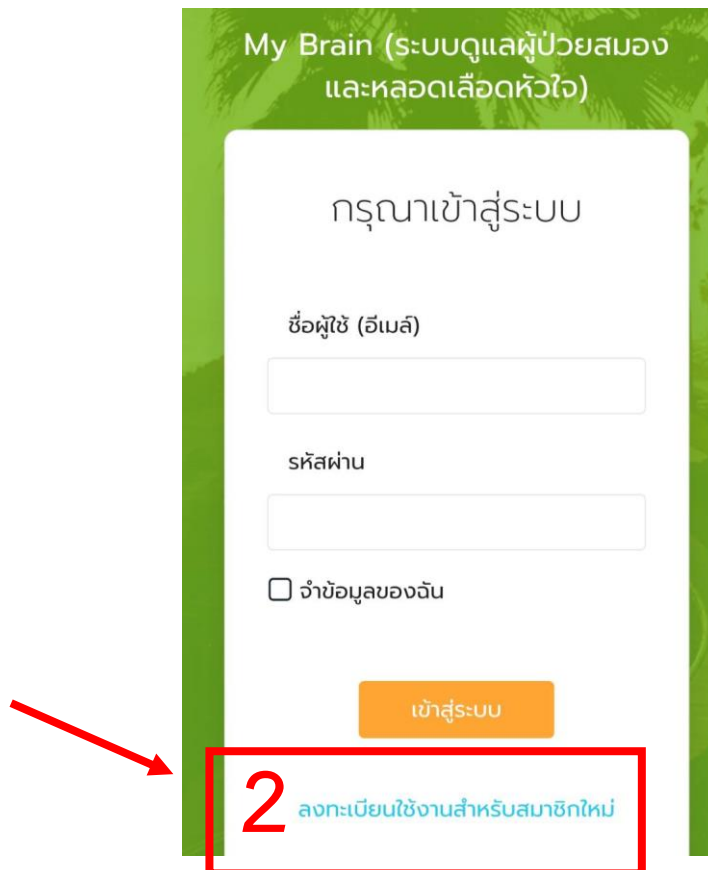 My Brain (ระบบดูแลผู้ป่วยสมอง
และหลอดเลือดหัวใจ)
กรุณาเข้าสู่ระบบ
ชื่อผู้ใช้ (อีเมล์)
รหัสผ่าน
จำข้อมูลของฉัน
เข้าสู่ระบบ
2 ลงทะเบียนใช้งานสำหรับสมาชิกใหม่